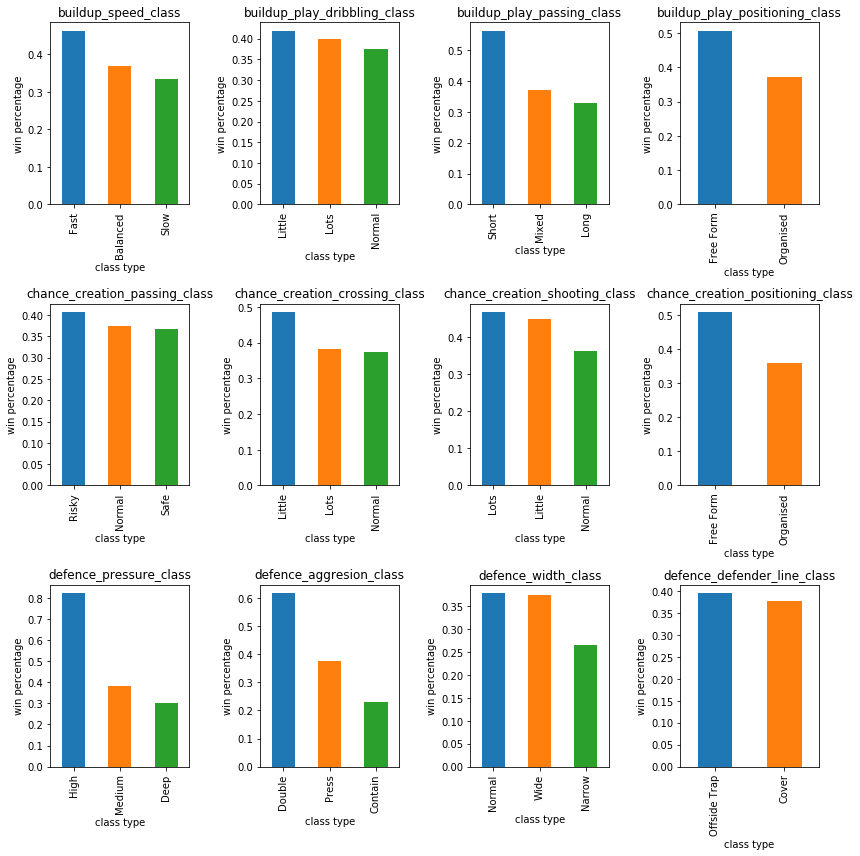 buildup_speed_class
win percentage
0.4
0.3
0.2
0.1
0.0
Fast
Balanced
Slow
class type
buildup_play_dribbling_class
win percentage
0.40
0.35
0.30
0.25
0.20
0.15
0.10
0.05
0.00
Little
Lots
Normal
class type
buildup_play_passing_class
win percentage
0.5
0.4
0.3
0.2
0.1
0.0
Short
Mixed
Long
class type
buildup_play_positioning_class
win percentage
0.5
0.4
0.3
0.2
0.1
0.0
Free Form
Organised
class type
chance_creation_passing_class
win percentage
0.40
0.35
0.30
0.25
0.20
0.15
0.10
0.05
0.00
Risky
Normal
Safe
class type
chance_creation_crossing_class
win percentage
0.5
0.4
0.3
0.2
0.1
0.0
Little
Lots
Normal
class type
chance_creation_shooting_class
win percentage
0.4
0.3
0.2
0.1
0.0
Lots
Little
Normal
class type
chance_creation_positioning_class
win percentage
0.5
0.4
0.3
0.2
0.1
0.0
Free Form
Organised
class type
defence_pressure_class
win percentage
0.8
0.7
0.6
0.5
0.4
0.3
0.2
0.1
0.0
High
Medium
Deep
class type
defence_aggresion_class
win percentage
0.6
0.5
0.4
0.3
0.2
0.1
0.0
Double
Press
Contain
class type
defence_width_class
win percentage
0.35
0.30
0.25
0.20
0.15
0.10
0.05
0.00
Normal
Wide
Narrow
class type
defence_defender_line_class
win percentage
0.40
0.35
0.30
0.25
0.20
0.15
0.10
0.05
0.00
Offside Trap
Cover
class type